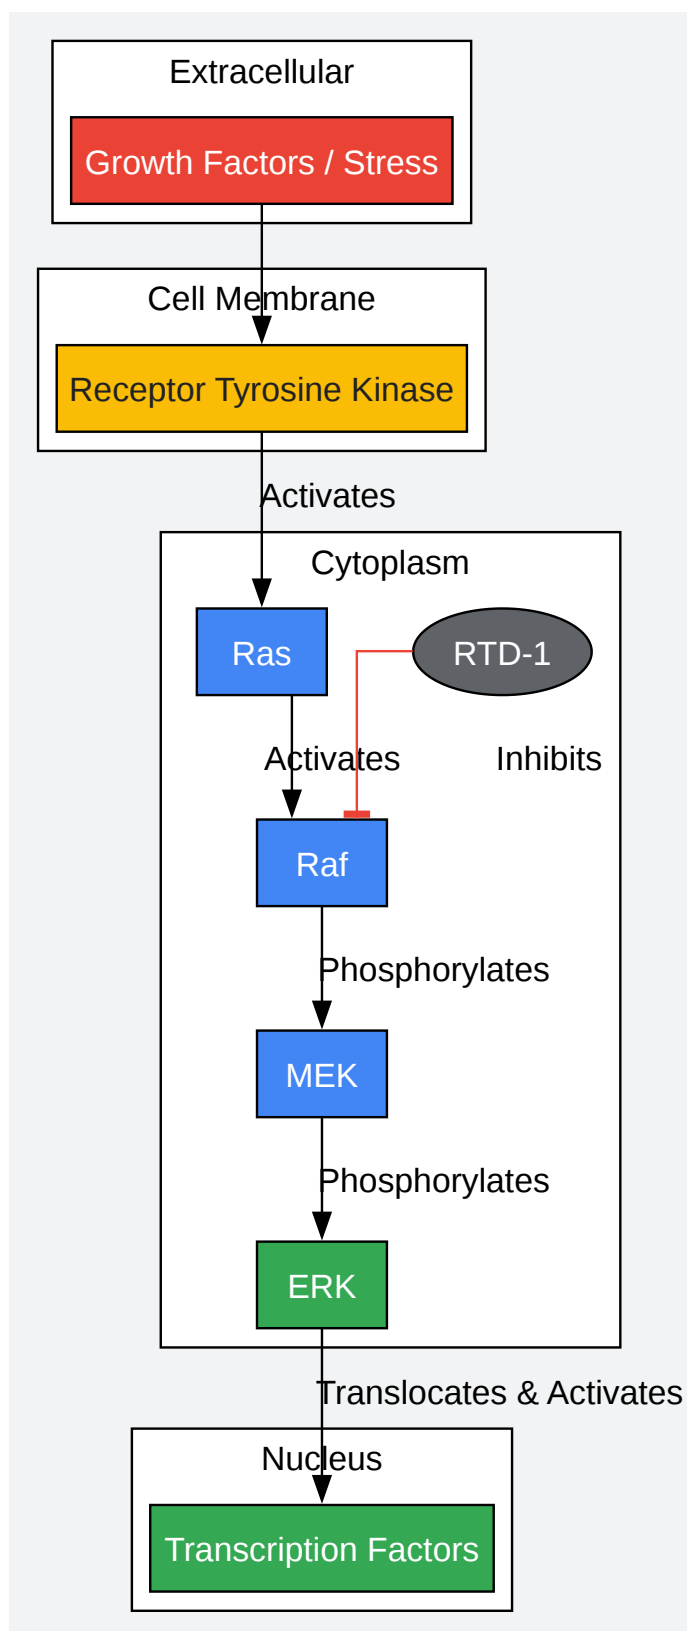 Extracellular
Growth Factors / Stress
Cell Membrane
Receptor Tyrosine Kinase
Activates
Cytoplasm
Ras
RTD-1
Activates
Inhibits
Raf
Phosphorylates
MEK
Phosphorylates
ERK
Translocates & Activates
Nucleus
Transcription Factors